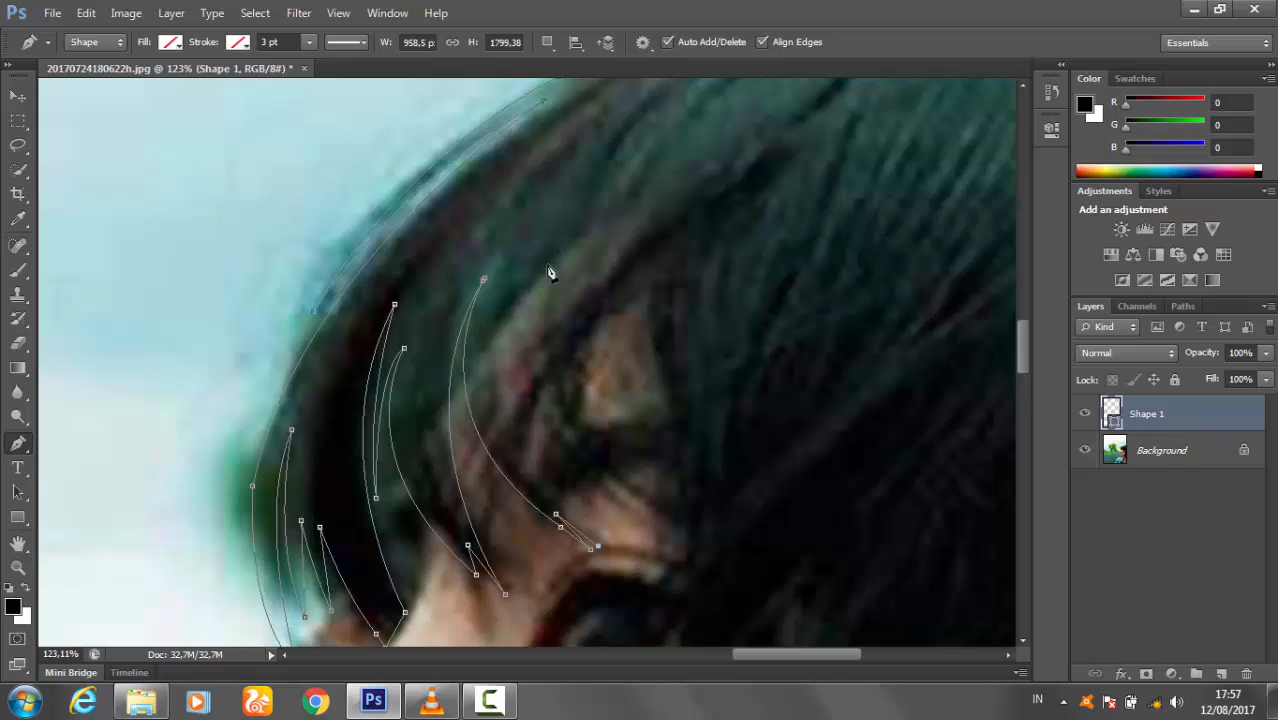 Ps File Edit Image Layer Type Select Filter View Window Help
Shape Fill: Stroke: 3 pt W: 958,5 p: H: 1799,38 Auto Add/Delete Align Edges Essentials
20170724180622h.jpg @ 123% (Shape 1, RGB/8#) * ×
Color Swatches
R 0
G 0
B 0
Adjustments Styles
Add an adjustment
Layers Channels Paths
Kind
Normal Opacity: 100%
Lock: Fill: 100%
Shape 1
Background
123,11% Doc: 32,7M/32,7M
Mini Bridge Timeline
Ps C IN 17:57
12/08/2017